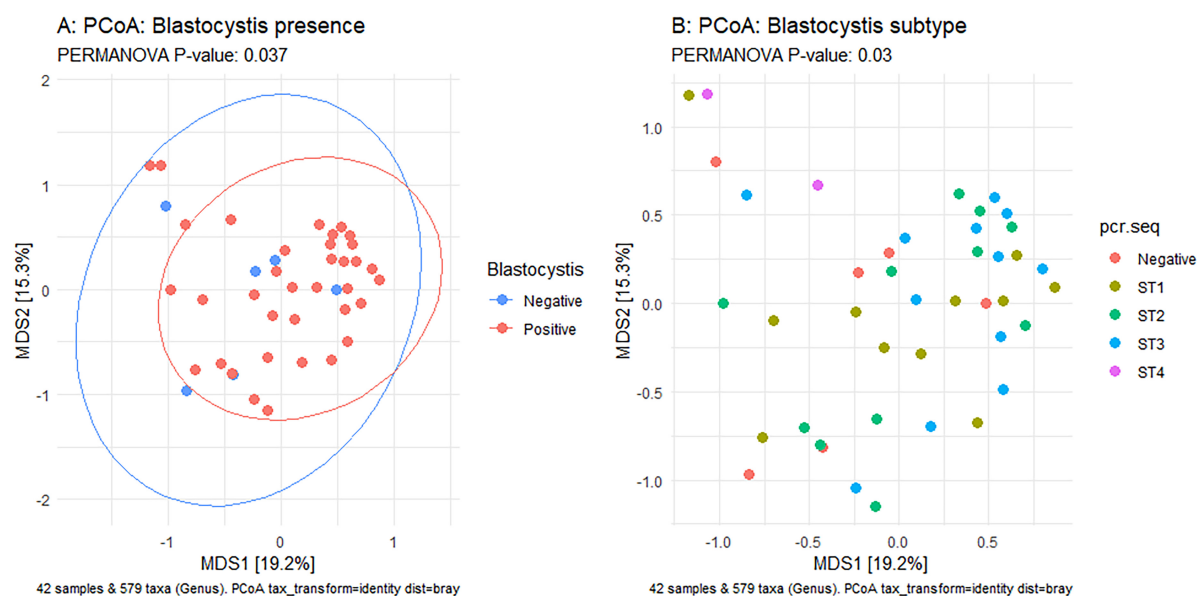 A: PCoA: Blastocystis presence
PERMANOVA P-value: 0.037
2
1
0
-1
-2
MDS2 [15.3%]
-1
0
1
MDS1 [19.2%]
42 samples & 579 taxa (Genus). PCoA tax_transform=identity dist=bray
Blastocystis
Negative
Positive
B: PCoA: Blastocystis subtype
PERMANOVA P-value: 0.03
1.0
0.5
0.0
-0.5
-1.0
MDS2 [15.3%]
-1.0
-0.5
0.0
0.5
MDS1 [19.2%]
42 samples & 579 taxa (Genus). PCoA tax_transform=identity dist=bray
pcr.seq
Negative
ST1
ST2
ST3
ST4